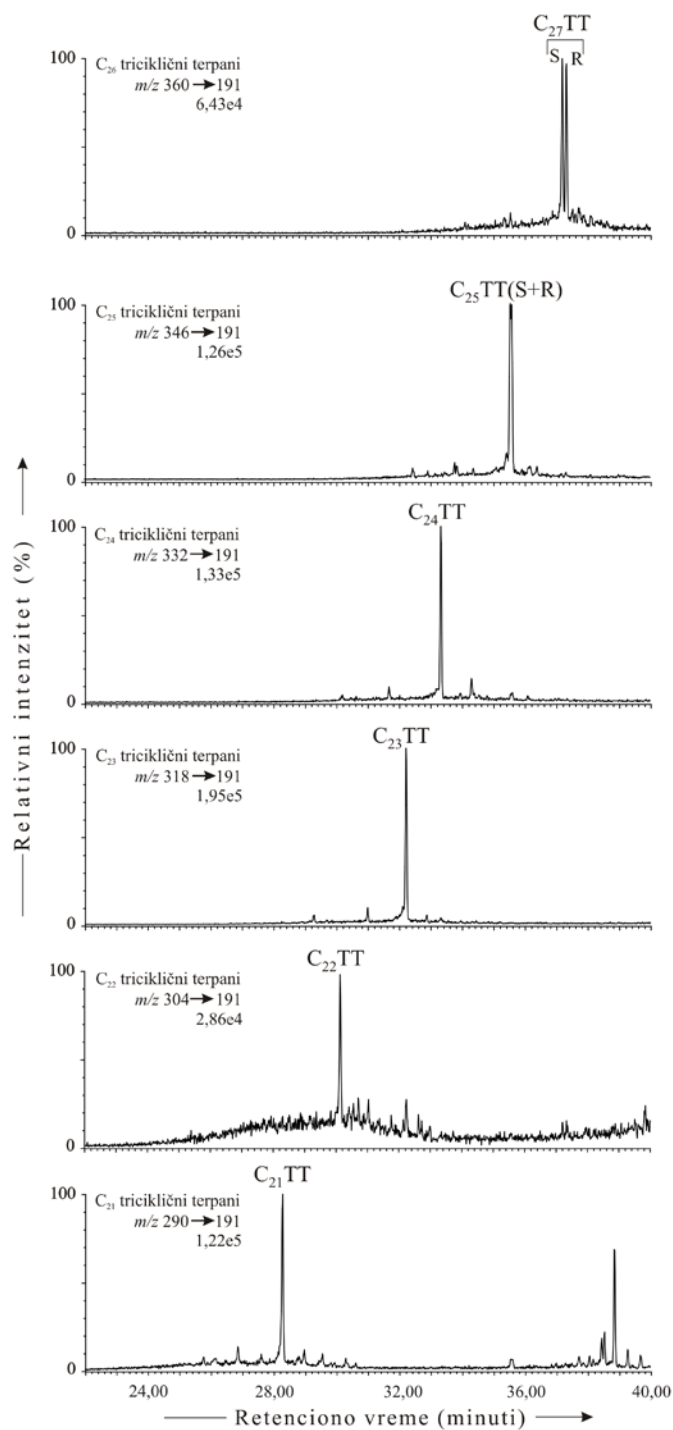 C₂₇TT
S R
100
C₂₆ triciklični terpani
m/z 360→191
6,43e4
0
C₂₅TT(S+R)
100
C₂₅ triciklični terpani
m/z 346→191
1,26e5
0
C₂₄TT
100
C₂₄ triciklični terpani
m/z 332→191
1,33e5
0
C₂₃TT
100
C₂₃ triciklični terpani
m/z 318→191
1,95e5
0
C₂₂TT
100
C₂₂ triciklični terpani
m/z 304→191
2,86e4
0
C₂₁TT
100
C₂₁ triciklični terpani
m/z 290→191
1,22e5
0
24,00 28,00 32,00 36,00 40,00
Retenciono vreme (minuti)
Relativni intenzitet (%)